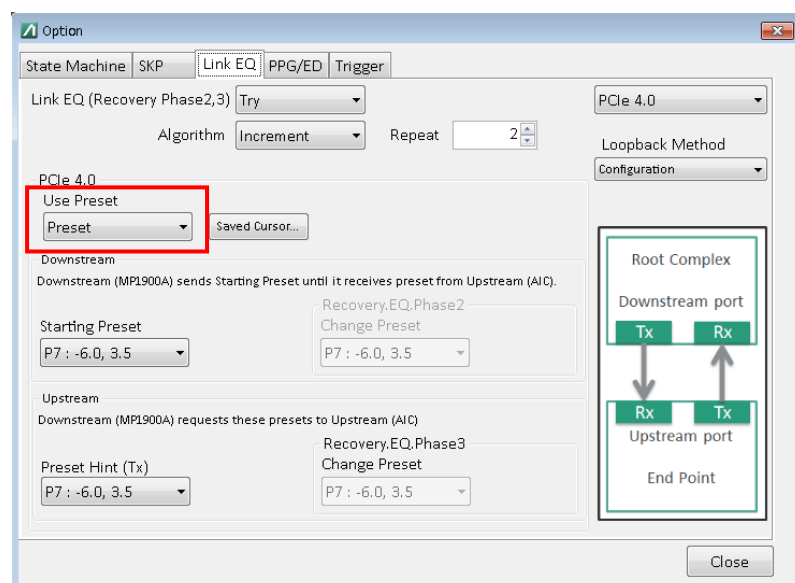 Option
State Machine SKP Link EQ PPG/ED Trigger
Link EQ (Recovery Phase2,3) Try
PCIe 4.0
Algorithm Increment Repeat 2
Loopback Method
Configuration
PCIe 4.0
Use Preset
Preset Saved Cursor...
Downstream
Downstream (MP1900A) sends Starting Preset until it receives preset from Upstream (AIC).
Recovery.EQ.Phase2
Starting Preset Change Preset
P7 : -6.0, 3.5 P7 : -6.0, 3.5
Upstream
Downstream (MP1900A) requests these presets to Upstream (AIC)
Recovery.EQ.Phase3
Preset Hint (Tx) Change Preset
P7 : -6.0, 3.5 P7 : -6.0, 3.5
Root Complex
Downstream port
Tx Rx
Rx Tx
Upstream port
End Point
Close